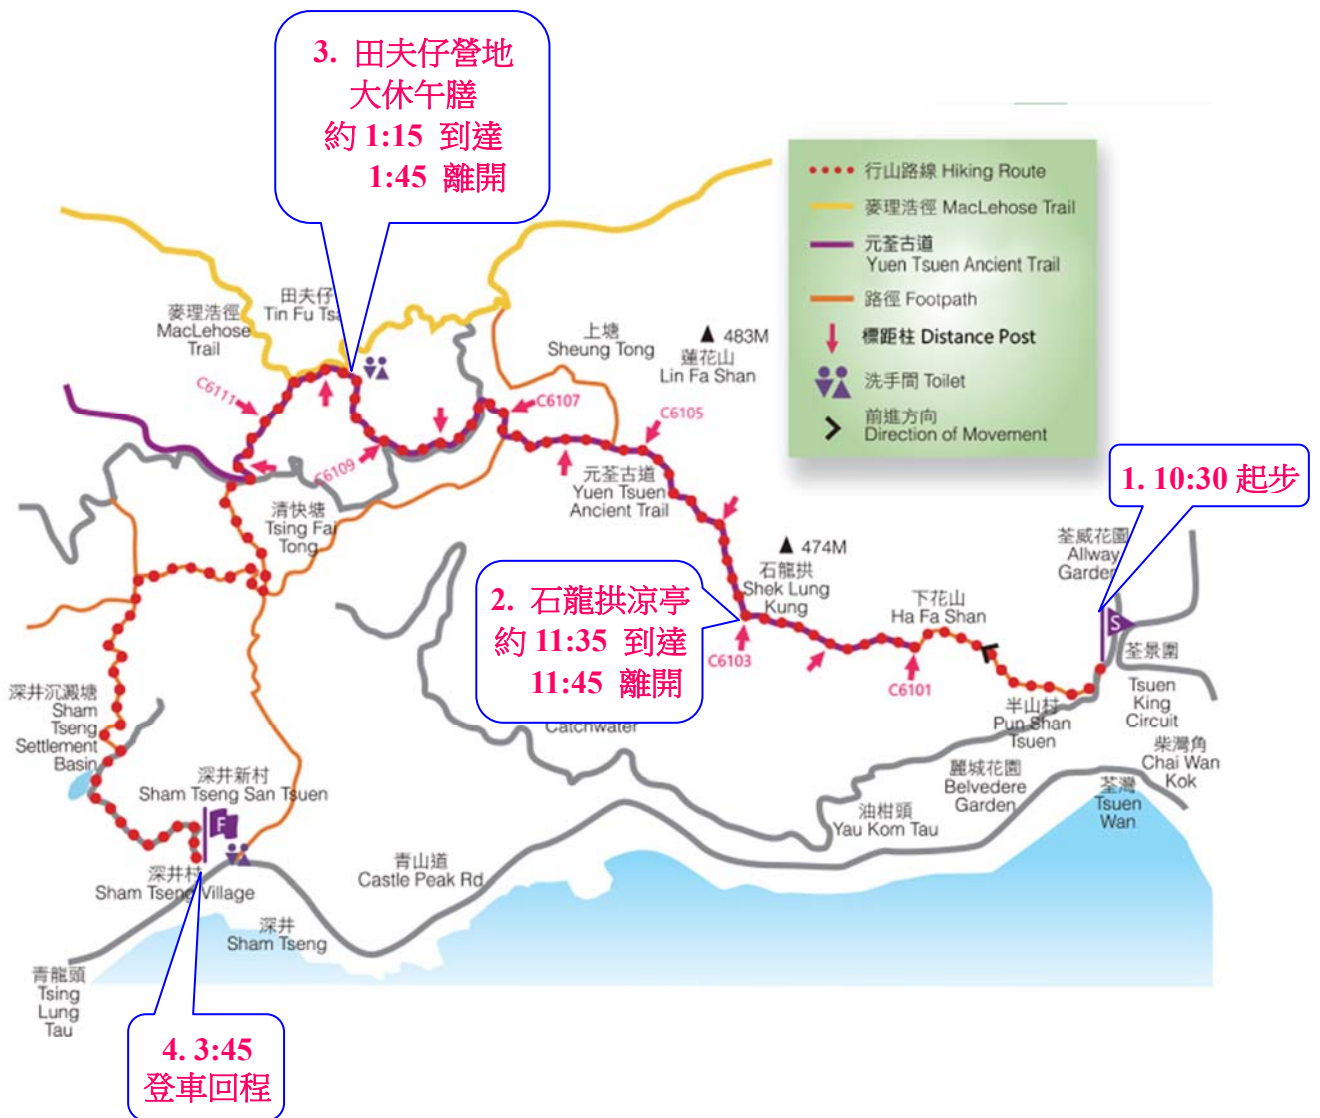 3. 田夫仔營地
大休午膳
約 1:15 到達
1:45 離開
行山路線 Hiking Route
麥理浩徑 MacLehose Trail
元荃古道
Yuen Tsuen Ancient Trail
路徑 Footpath
標距柱 Distance Post
洗手間 Toilet
前進方向
Direction of Movement
麥理浩徑
MacLehose
Trail
田夫仔
Tin Fu Tsa
上塘
Sheung Tong
483M
蓮花山
Lin Fa Shan
C6111
C6109
C6107
C6105
元荃古道
Yuen Tsuen
Ancient Trail
清快塘
Tsing Fai
Tong
1. 10:30 起步
荃威花園
Allway
Garden
474M
石龍拱
Shek Lung
Kung
2. 石龍拱涼亭
約 11:35 到達
11:45 離開
C6103
下花山
Ha Fa Shan
C6101
S
荃景圍
Tsuen
King
Circuit
半山村
Pun Shan
Tsuen
柴灣角
Chai Wan
Kok
麗城花園
Belvedere
Garden
荃灣
Tsuen
Wan
油柑頭
Yau Kom Tau
Catchwater
深井沉澱塘
Sham
Tseng
Settlement
Basin
深井新村
Sham Tseng San Tsuen
F
深井村
Sham Tseng Village
青山道
Castle Peak Rd
深井
Sham Tseng
青龍頭
Tsing
Lung
Tau
4. 3:45
登車回程